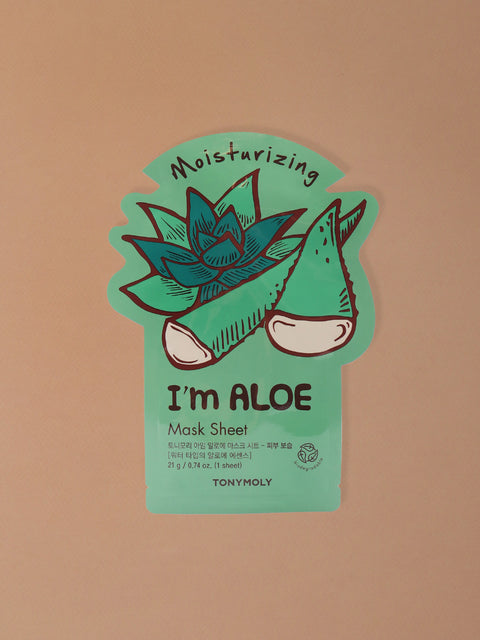 Moisturizing
I'm ALOE
Mask Sheet
토니모리 아임 알로에 마스크 시트 – 피부 보습
[워터 타입의 알로에 에센스]
21 g / 0.74 oz. (1 sheet)
biodegradable
TONYMOLY